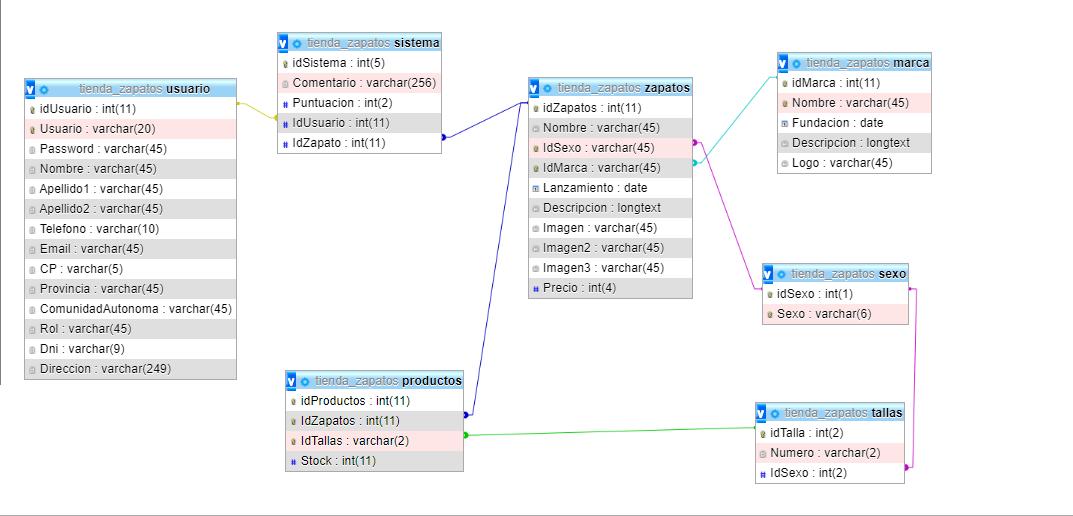 tienda_zapatos usuario
idUsuario : int(11)
Usuario : varchar(20)
Password : varchar(45)
Nombre : varchar(45)
Apellido1 : varchar(45)
Apellido2 : varchar(45)
Telefono : varchar(10)
Email : varchar(45)
CP : varchar(5)
Provincia : varchar(45)
ComunidadAutonoma : varchar(45)
Rol : varchar(45)
Dni : varchar(9)
Direccion : varchar(249)
tienda_zapatos sistema
idSistema : int(5)
Comentario : varchar(256)
Puntuacion : int(2)
IdUsuario : int(11)
IdZapato : int(11)
tienda_zapatos zapatos
idZapatos : int(11)
Nombre : varchar(45)
IdSexo : varchar(45)
IdMarca : varchar(45)
Lanzamiento : date
Descripcion : longtext
Imagen : varchar(45)
Imagen2 : varchar(45)
Imagen3 : varchar(45)
Precio : int(4)
tienda_zapatos marca
idMarca : int(11)
Nombre : varchar(45)
Fundacion : date
Descripcion : longtext
Logo : varchar(45)
tienda_zapatos sexo
idSexo : int(1)
Sexo : varchar(6)
tienda_zapatos productos
idProductos : int(11)
IdZapatos : int(11)
IdTallas : varchar(2)
Stock : int(11)
tienda_zapatos tallas
idTalla : int(2)
Numero : varchar(2)
IdSexo : int(2)